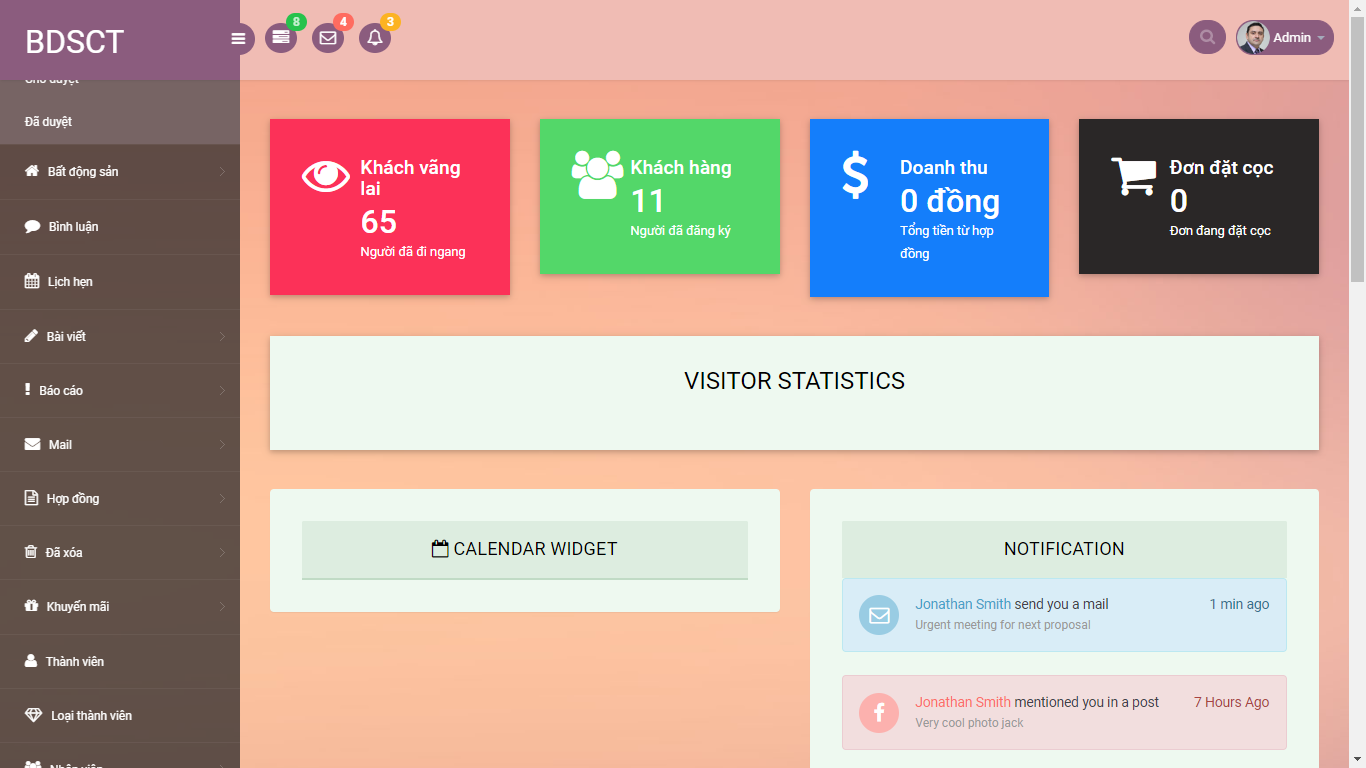 BDSCT
8
4
3
Admin
Chờ duyệt
Đã duyệt
Bất động sản
Bình luận
Lịch hẹn
Bài viết
Báo cáo
Mail
Hợp đồng
Đã xóa
Khuyến mãi
Thành viên
Loại thành viên
Nhân viên
Khách vãng
lai
65
Người đã đi ngang
Khách hàng
11
Người đã đăng ký
Doanh thu
0 đồng
Tổng tiền từ hợp
đồng
Đơn đặt cọc
0
Đơn đang đặt cọc
VISITOR STATISTICS
CALENDAR WIDGET
NOTIFICATION
Jonathan Smith send you a mail 1 min ago
Urgent meeting for next proposal
Jonathan Smith mentioned you in a post 7 Hours Ago
Very cool photo jack